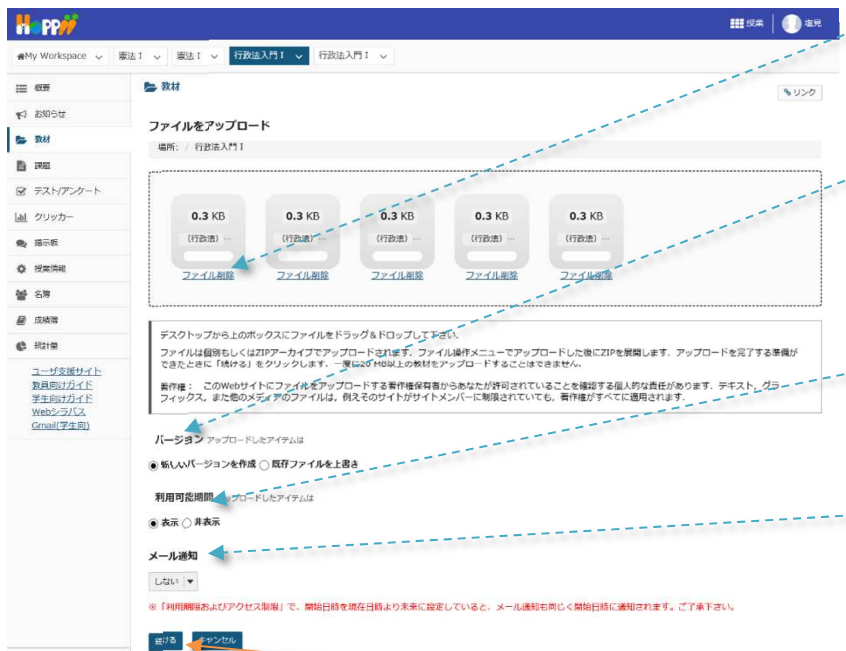 HoPPii
授業
塩見
My Workspace
憲法 I
憲法 I
行政法入門 I
行政法入門 I
概要
お知らせ
教材
課題
テスト/アンケート
クリッカー
掲示板
授業情報
名簿
成績簿
統計量
ユーザ支援サイト
教員向けガイド
学生向けガイド
Webシラバス
Gmail(学生向)
教材
リンク
ファイルをアップロード
場所: / 行政法入門 I
0.3 KB 0.3 KB 0.3 KB 0.3 KB 0.3 KB
(行政法) … (行政法) … (行政法) … (行政法) … (行政法) …
ファイル削除 ファイル削除 ファイル削除 ファイル削除 ファイル削除
デスクトップから上のボックスにファイルをドラッグ&ドロップして下さい.
ファイルは個別もしくはZIPアーカイブでアップロードされます. ファイル操作メニューでアップロードした後にZIPを展開します. アップロードを完了する準備が
できたときに「続ける」をクリックします. 一度に20 MB以上の教材をアップロードすることはできません.
著作権: このWebサイトにファイルをアップロードする著作権保有者からあなたが許可されていることを確認する個人的な責任があります. テキスト, グラ
フィックス, また他のメディアのファイルは, 例えそのサイトがサイトメンバーに制限されていても, 著作権がすべてに適用されます.
バージョン アップロードしたアイテムは
新しいバージョンを作成 既存ファイルを上書き
利用可能期間 アップロードしたアイテムは
表示 非表示
メール通知
しない
※「利用期限およびアクセス制限」で、開始日時を現在日時より未来に設定していると、メール通知も同じく開始日時に通知されます。ご了承下さい。
続ける キャンセル